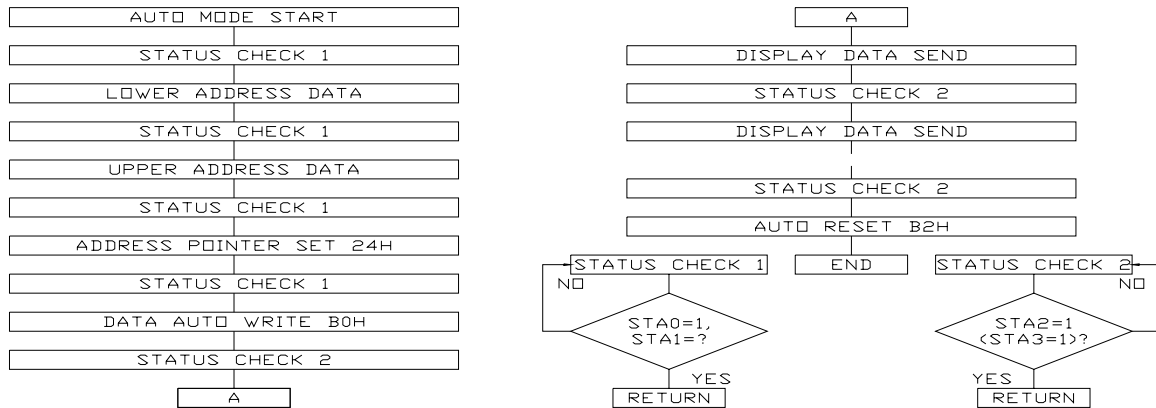 AUTO MODE START
STATUS CHECK 1
LOWER ADDRESS DATA
STATUS CHECK 1
UPPER ADDRESS DATA
STATUS CHECK 1
ADDRESS POINTER SET 24H
STATUS CHECK 1
DATA AUTO WRITE B0H
STATUS CHECK 2
A
A
DISPLAY DATA SEND
STATUS CHECK 2
DISPLAY DATA SEND
STATUS CHECK 2
AUTO RESET B2H
END
STATUS CHECK 1
NO
STA0=1,
STA1=?
YES
RETURN
STATUS CHECK 2
NO
STA2=1
(STA3=1)?
YES
RETURN